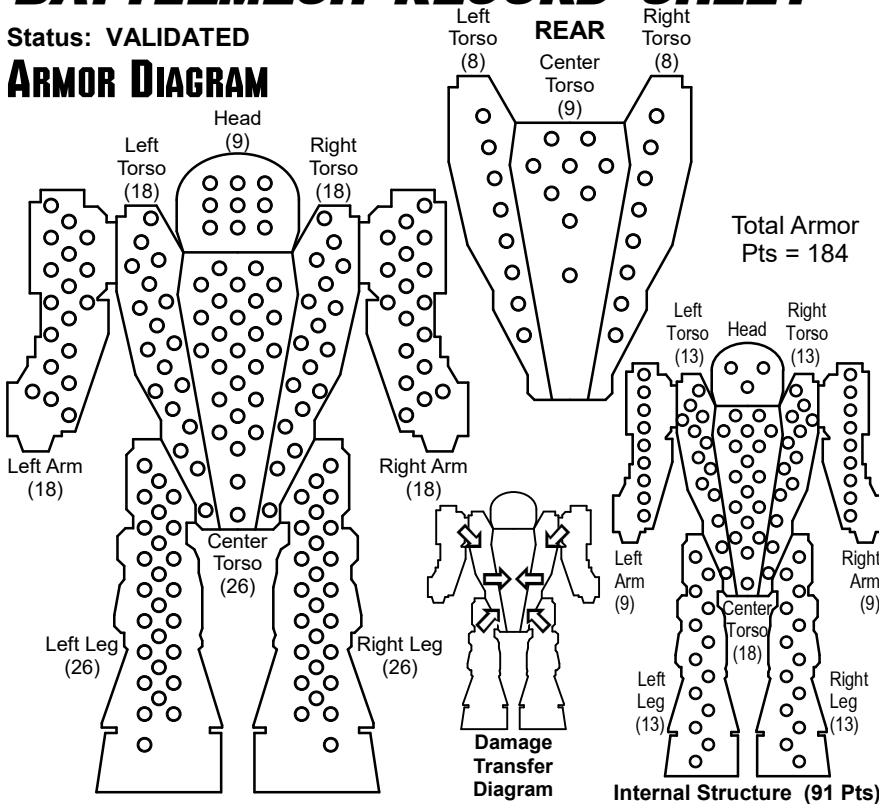 BATTLEMECH RECORD SHEET
Status: VALIDATED
ARMOR DIAGRAM
Head
(9)
Left
Torso
(18)
Right
Torso
(18)
Left Arm
(18)
Right Arm
(18)
Center
Torso
(26)
Left Leg
(26)
Right Leg
(26)
REAR
Left
Torso
(8)
Center
Torso
(9)
Right
Torso
(8)
Total Armor
Pts = 184
Damage
Transfer
Diagram
Left
Torso
(13)
Head
Right
Torso
(13)
Left
Arm
(9)
Right
Arm
(9)
Center
Torso
(18)
Left
Leg
(13)
Right
Leg
(13)
Internal Structure (91 Pts)